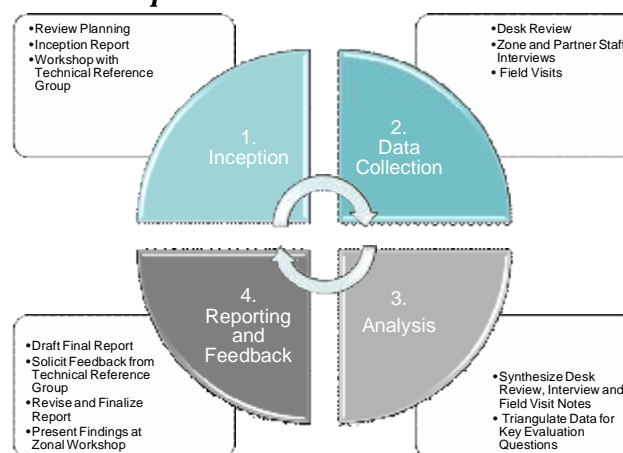 •Review Planning
•Inception Report
•Workshop with
Technical Reference
Group
•Desk Review
•Zone and Partner Staff
Interviews
• Field Visits
1.
Inception
2.
Data
Collection
4.
Reporting
and
Feedback
3.
Analysis
•Draft Final Report
•Solicit Feedback from
Technical Reference
Group
•Revise and Finalize
Report
•Present Findings at
Zonal Workshop
•Synthesize Desk
Review, Interview and
Field Visit Notes
• Triangulate Data for
Key Evaluation
Questions